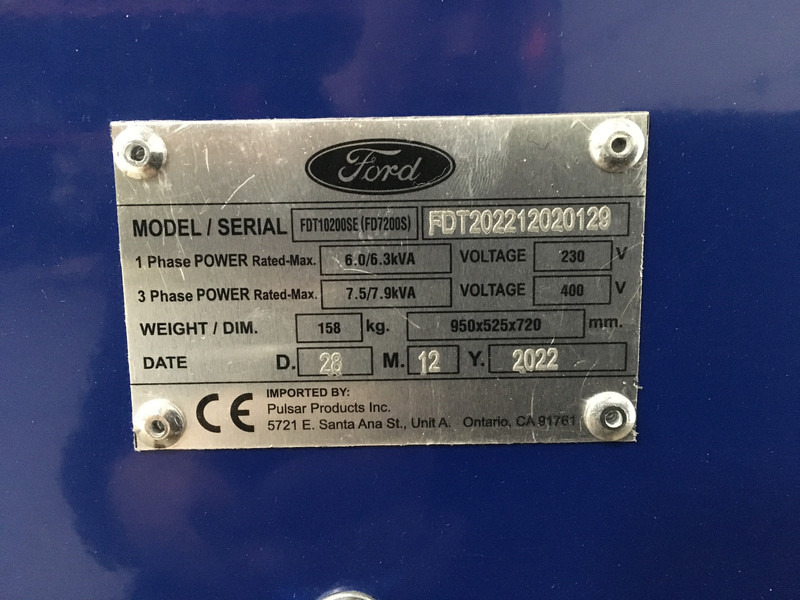 Ford
MODEL / SERIAL FDT10200SE (FD7200S) FDT202212020129
1 Phase POWER Rated-Max. 6.0/6.3kVA VOLTAGE 230 V
3 Phase POWER Rated-Max. 7.5/7.9kVA VOLTAGE 400 V
WEIGHT / DIM. 158 kg. 950x525x720 mm.
DATE D. 28 M. 12 Y. 2022
CE IMPORTED BY:
Pulsar Products Inc.
5721 E. Santa Ana St., Unit A. Ontario, CA 91761